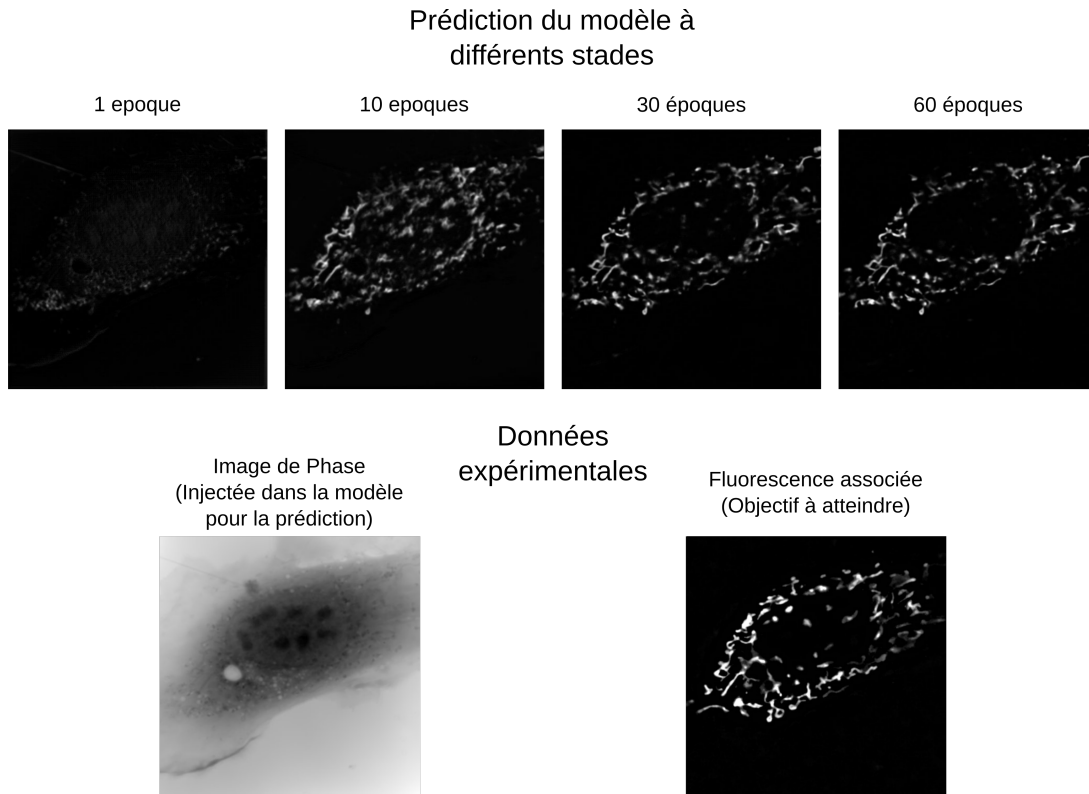 Prédiction du modèle à
différents stades
1 epoque
10 epoques
30 époques
60 époques
Données
expérimentales
Image de Phase
(Injectée dans la modèle
pour la prédiction)
Fluorescence associée
(Objectif à atteindre)